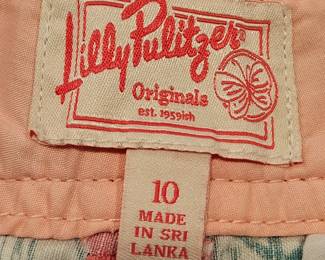 Lilly Pulitzer®
Originals
est. 1959ish
10
MADE
IN SRI
LANKA